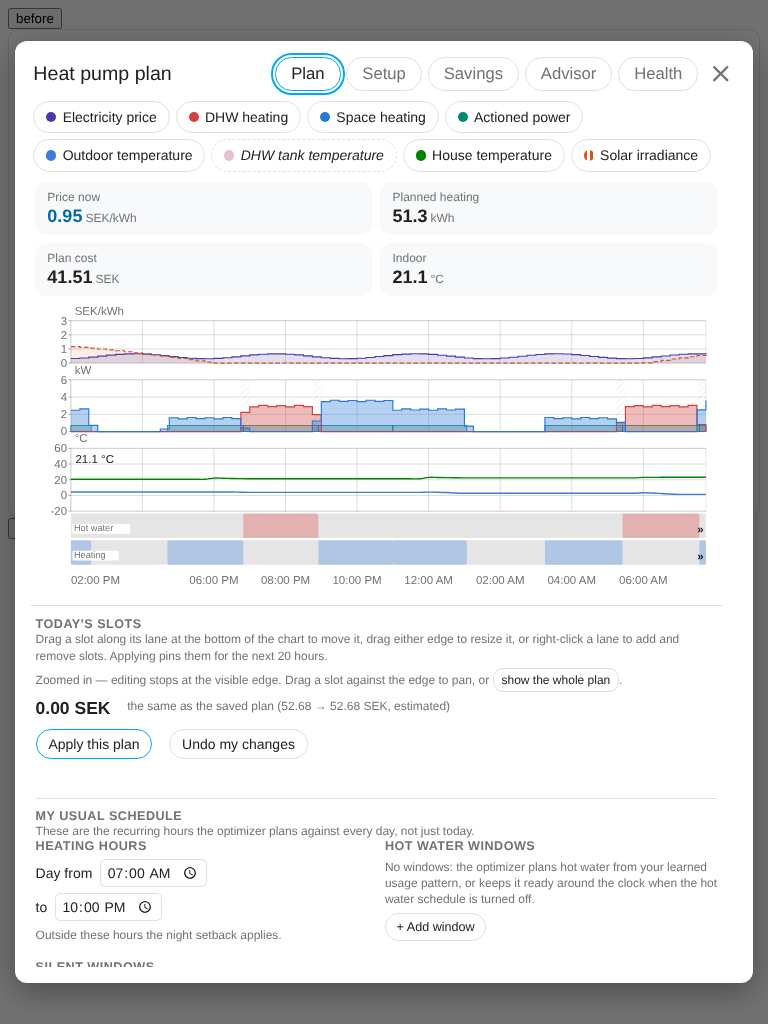 before
Heat pump plan
Plan
Setup
Savings
Advisor
Health
Electricity price
DHW heating
Space heating
Actioned power
Outdoor temperature
DHW tank temperature
House temperature
Solar irradiance
Price now
0.95 SEK/kWh
Planned heating
51.3 kWh
Plan cost
41.51 SEK
Indoor
21.1 °C
SEK/kWh
3
2
1
0
kW
6
4
2
0
°C
60
40
20
0
-20
21.1 °C
Hot water
»
Heating
»
02:00 PM 06:00 PM 08:00 PM 10:00 PM 12:00 AM 02:00 AM 04:00 AM 06:00 AM
TODAY'S SLOTS
Drag a slot along its lane at the bottom of the chart to move it, drag either edge to resize it, or right-click a lane to add and
remove slots. Applying pins them for the next 20 hours.
Zoomed in — editing stops at the visible edge. Drag a slot against the edge to pan, or show the whole plan.
0.00 SEK the same as the saved plan (52.68 → 52.68 SEK, estimated)
Apply this plan
Undo my changes
MY USUAL SCHEDULE
These are the recurring hours the optimizer plans against every day, not just today.
HEATING HOURS
Day from 07:00 AM
to 10:00 PM
Outside these hours the night setback applies.
HOT WATER WINDOWS
No windows: the optimizer plans hot water from your learned
usage pattern, or keeps it ready around the clock when the hot
water schedule is turned off.
+ Add window
SILENT WINDOWS